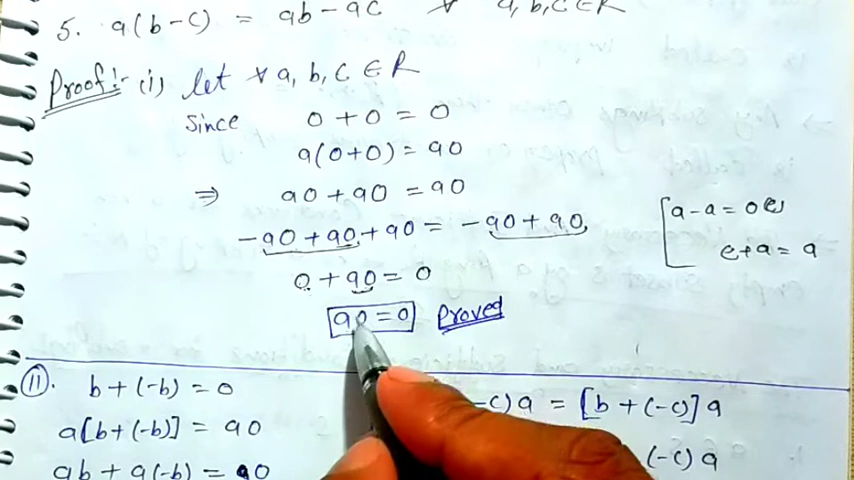 5. a(b-c) = ab-ac ∀ a,b,c∈R
Proof:- (i) let ∀ a, b, c ∈ R
Since 0 + 0 = 0
a(0+0) = a0
⇒ a0 + a0 = a0
-a0 + a0 + a0 = -a0 + a0
[a-a = 0
e+a = a
0 + a0 = 0
a0 = 0 Proved
(ii). b + (-b) = 0
a[b+(-b)] = a0
ab + a(-b) = a0
-c)a = [b + (-c)]a
(-c)a